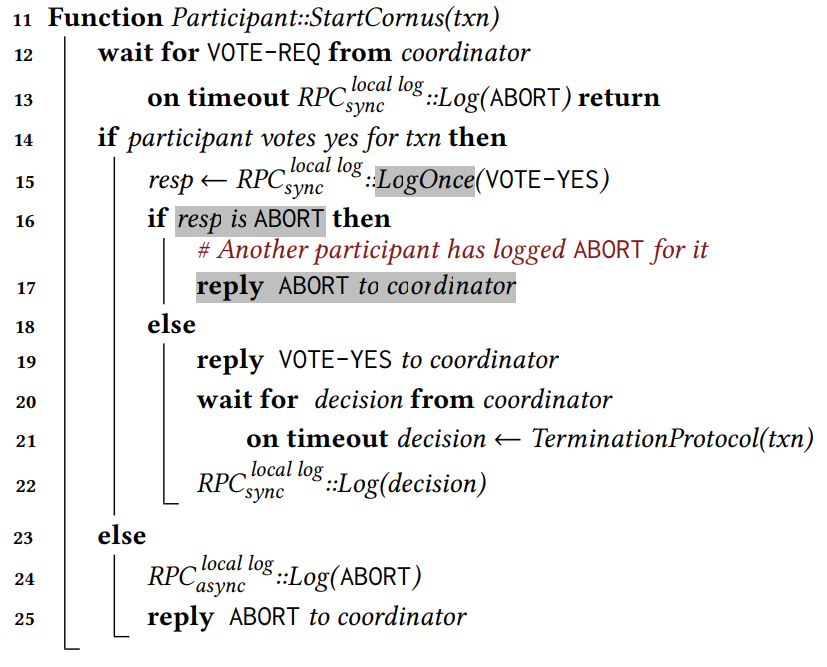 11 Function Participant::StartCornus(txn)
12 wait for VOTE-REQ from coordinator
13 on timeout RPC_sync^local log::Log(ABORT) return
14 if participant votes yes for txn then
15 resp ← RPC_sync^local log::LogOnce(VOTE-YES)
16 if resp is ABORT then
# Another participant has logged ABORT for it
17 reply ABORT to coordinator
18 else
19 reply VOTE-YES to coordinator
20 wait for decision from coordinator
21 on timeout decision ← TerminationProtocol(txn)
22 RPC_sync^local log::Log(decision)
23 else
24 RPC_async^local log::Log(ABORT)
25 reply ABORT to coordinator